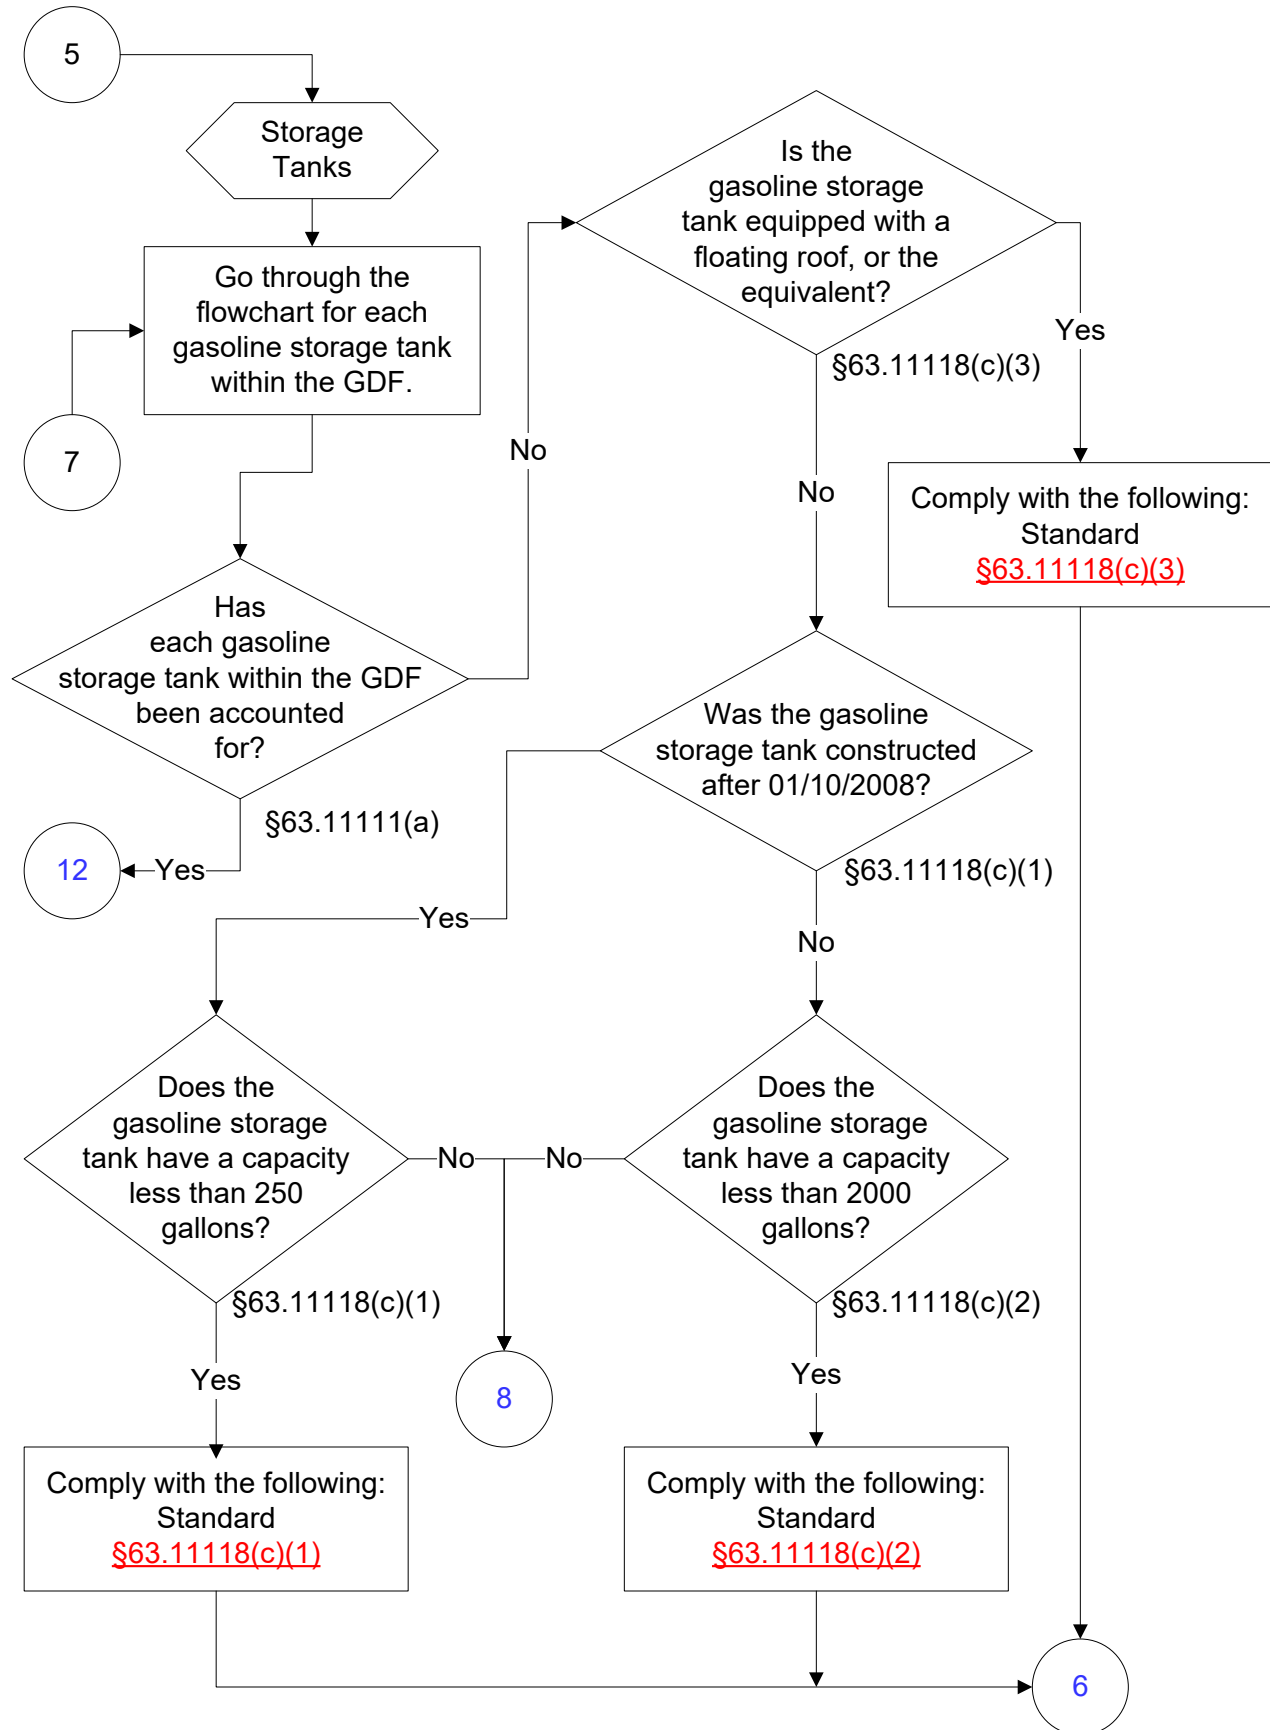 5
Storage
Tanks
Go through the
flowchart for each
gasoline storage tank
within the GDF.
7
Has
each gasoline
storage tank within the GDF
been accounted
for?
§63.11111(a)
Yes
12
No
Is the
gasoline storage
tank equipped with a
floating roof, or the
equivalent?
§63.11118(c)(3)
Yes
Comply with the following:
Standard
§63.11118(c)(3)
No
Was the gasoline
storage tank constructed
after 01/10/2008?
§63.11118(c)(1)
Yes
No
Does the
gasoline storage
tank have a capacity
less than 250
gallons?
§63.11118(c)(1)
No
No
Does the
gasoline storage
tank have a capacity
less than 2000
gallons?
§63.11118(c)(2)
Yes
8
Yes
Comply with the following:
Standard
§63.11118(c)(1)
Comply with the following:
Standard
§63.11118(c)(2)
6